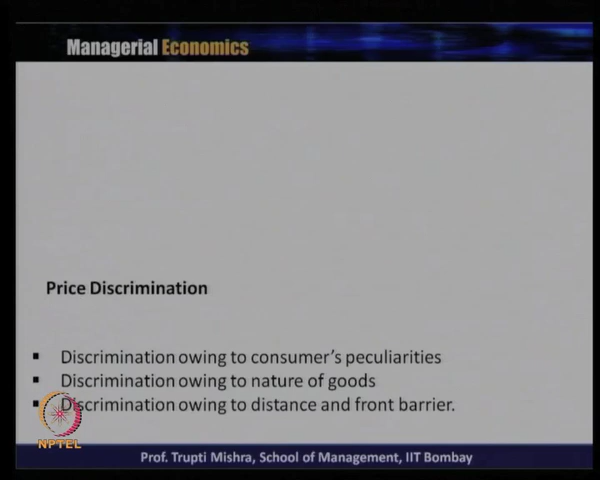 Managerial Economics
Price Discrimination
▪ Discrimination owing to consumer's peculiarities
▪ Discrimination owing to nature of goods
▪ Discrimination owing to distance and front barrier.
NPTEL
Prof. Trupti Mishra, School of Management, IIT Bombay